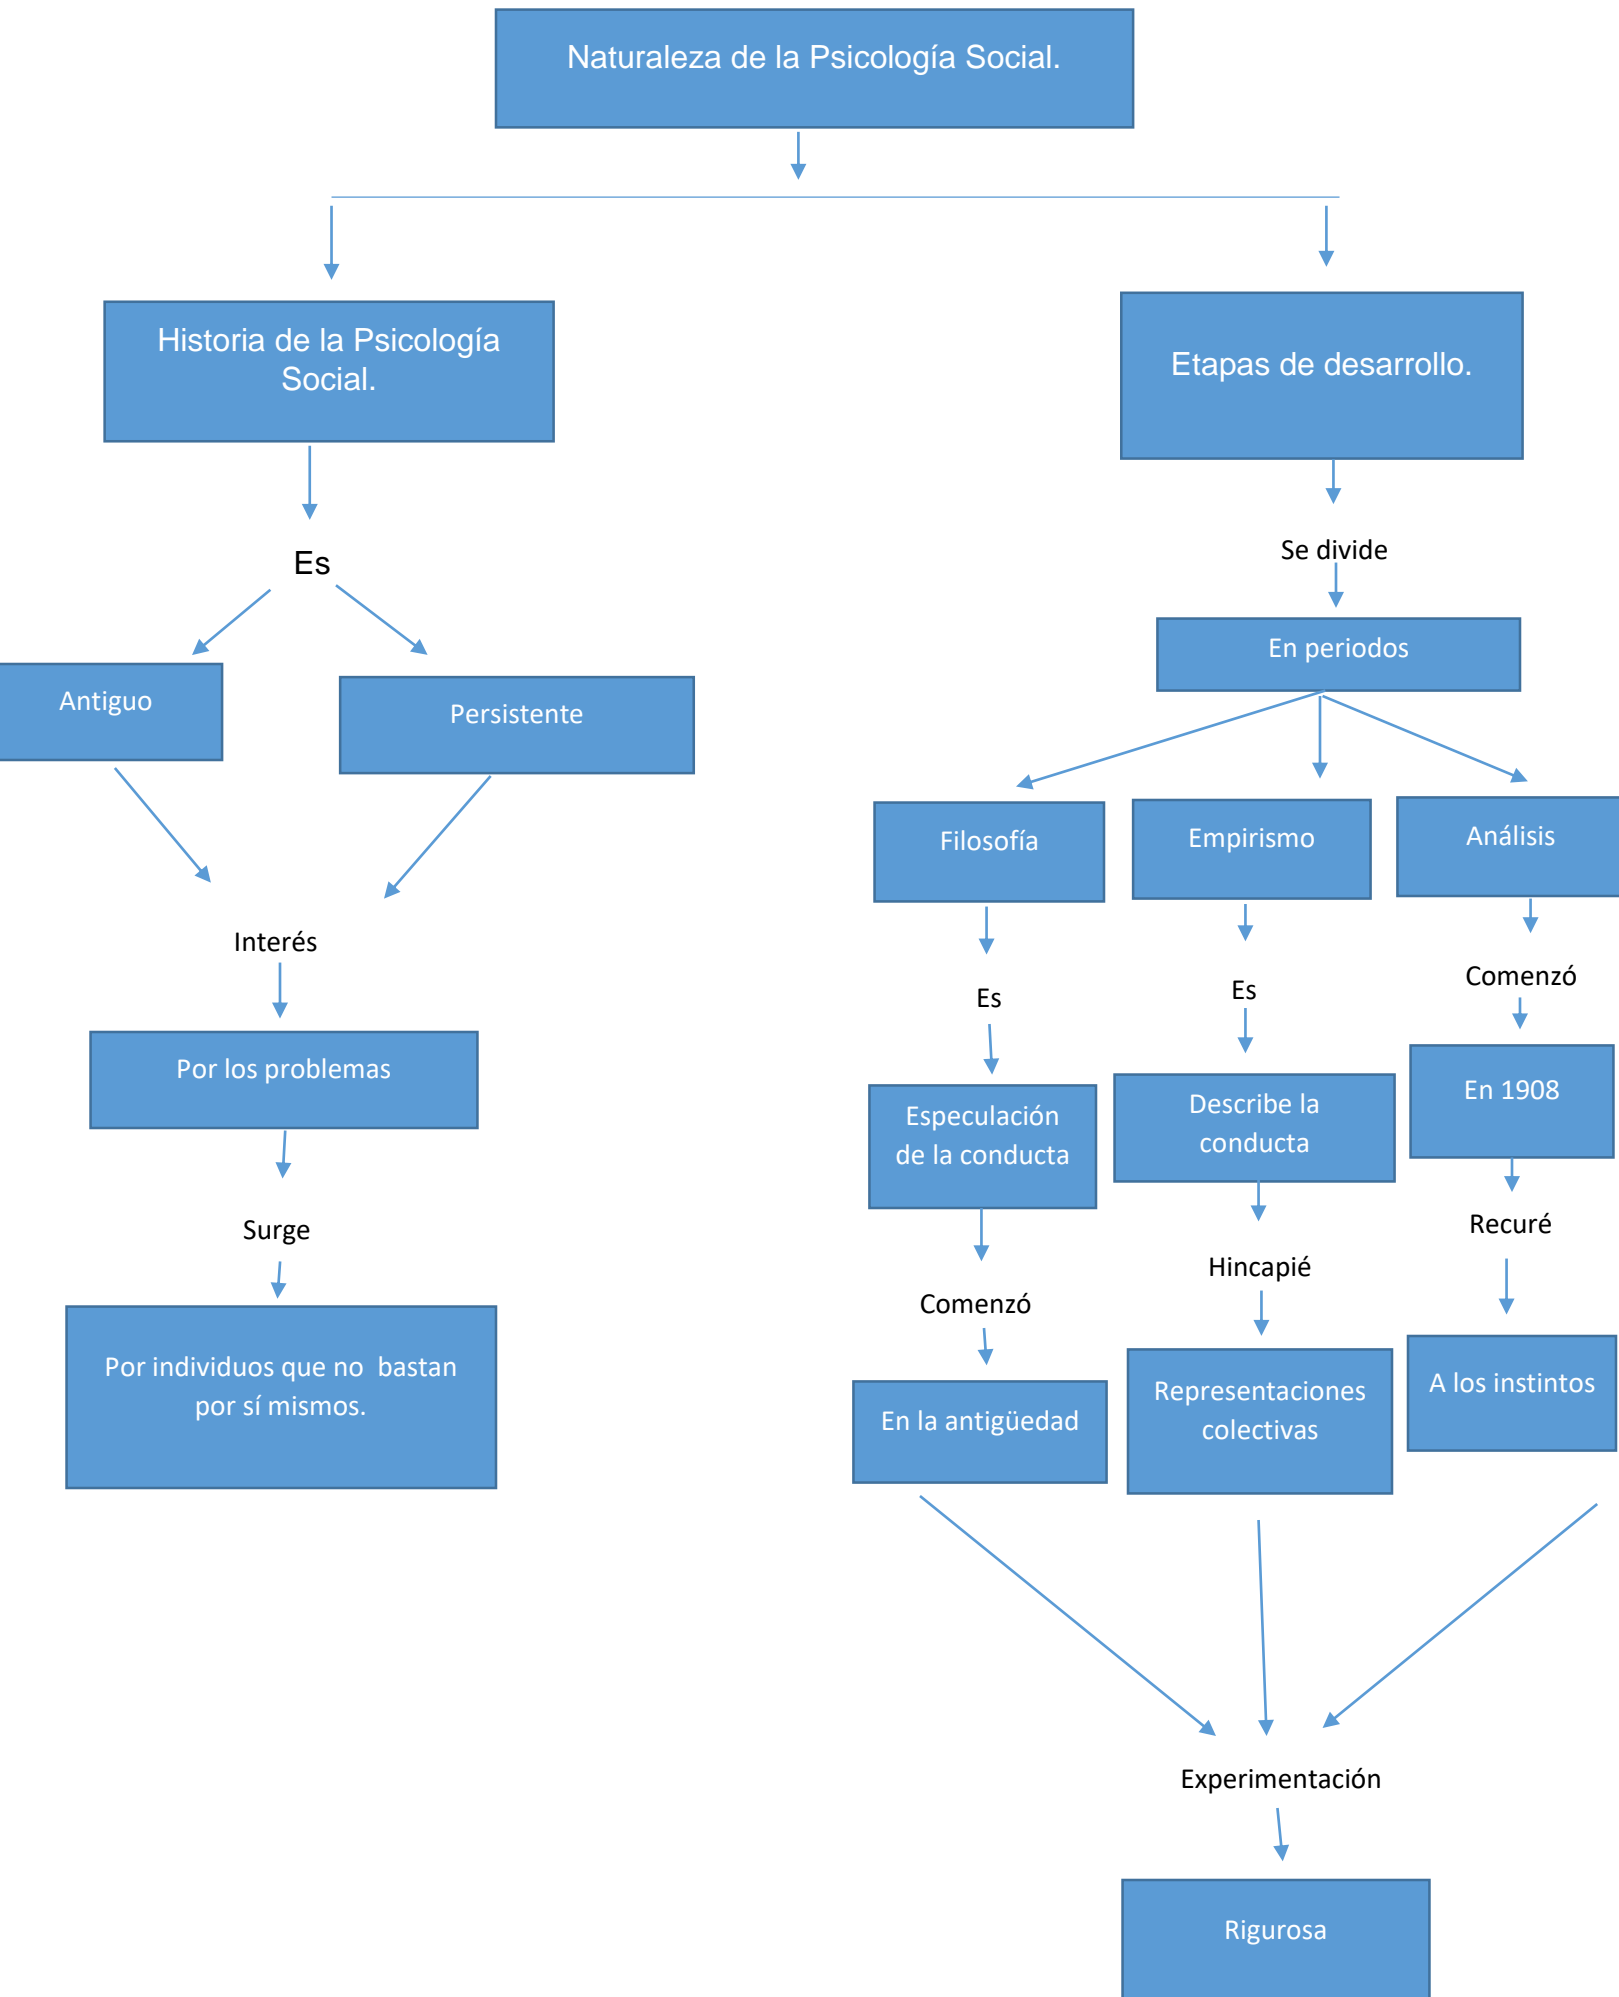 Naturaleza de la Psicología Social.
Historia de la Psicología
Social.
Es
Antiguo
Persistente
Interés
Por los problemas
Surge
Por individuos que no  bastan
por sí mismos.
Etapas de desarrollo.
Se divide
En periodos
Filosofía
Es
Especulación
de la conducta
Comenzó
En la antigüedad
Empirismo
Es
Describe la
conducta
Hincapié
Representaciones
colectivas
Análisis
Comenzó
En 1908
Recuré
A los instintos
Experimentación
Rigurosa